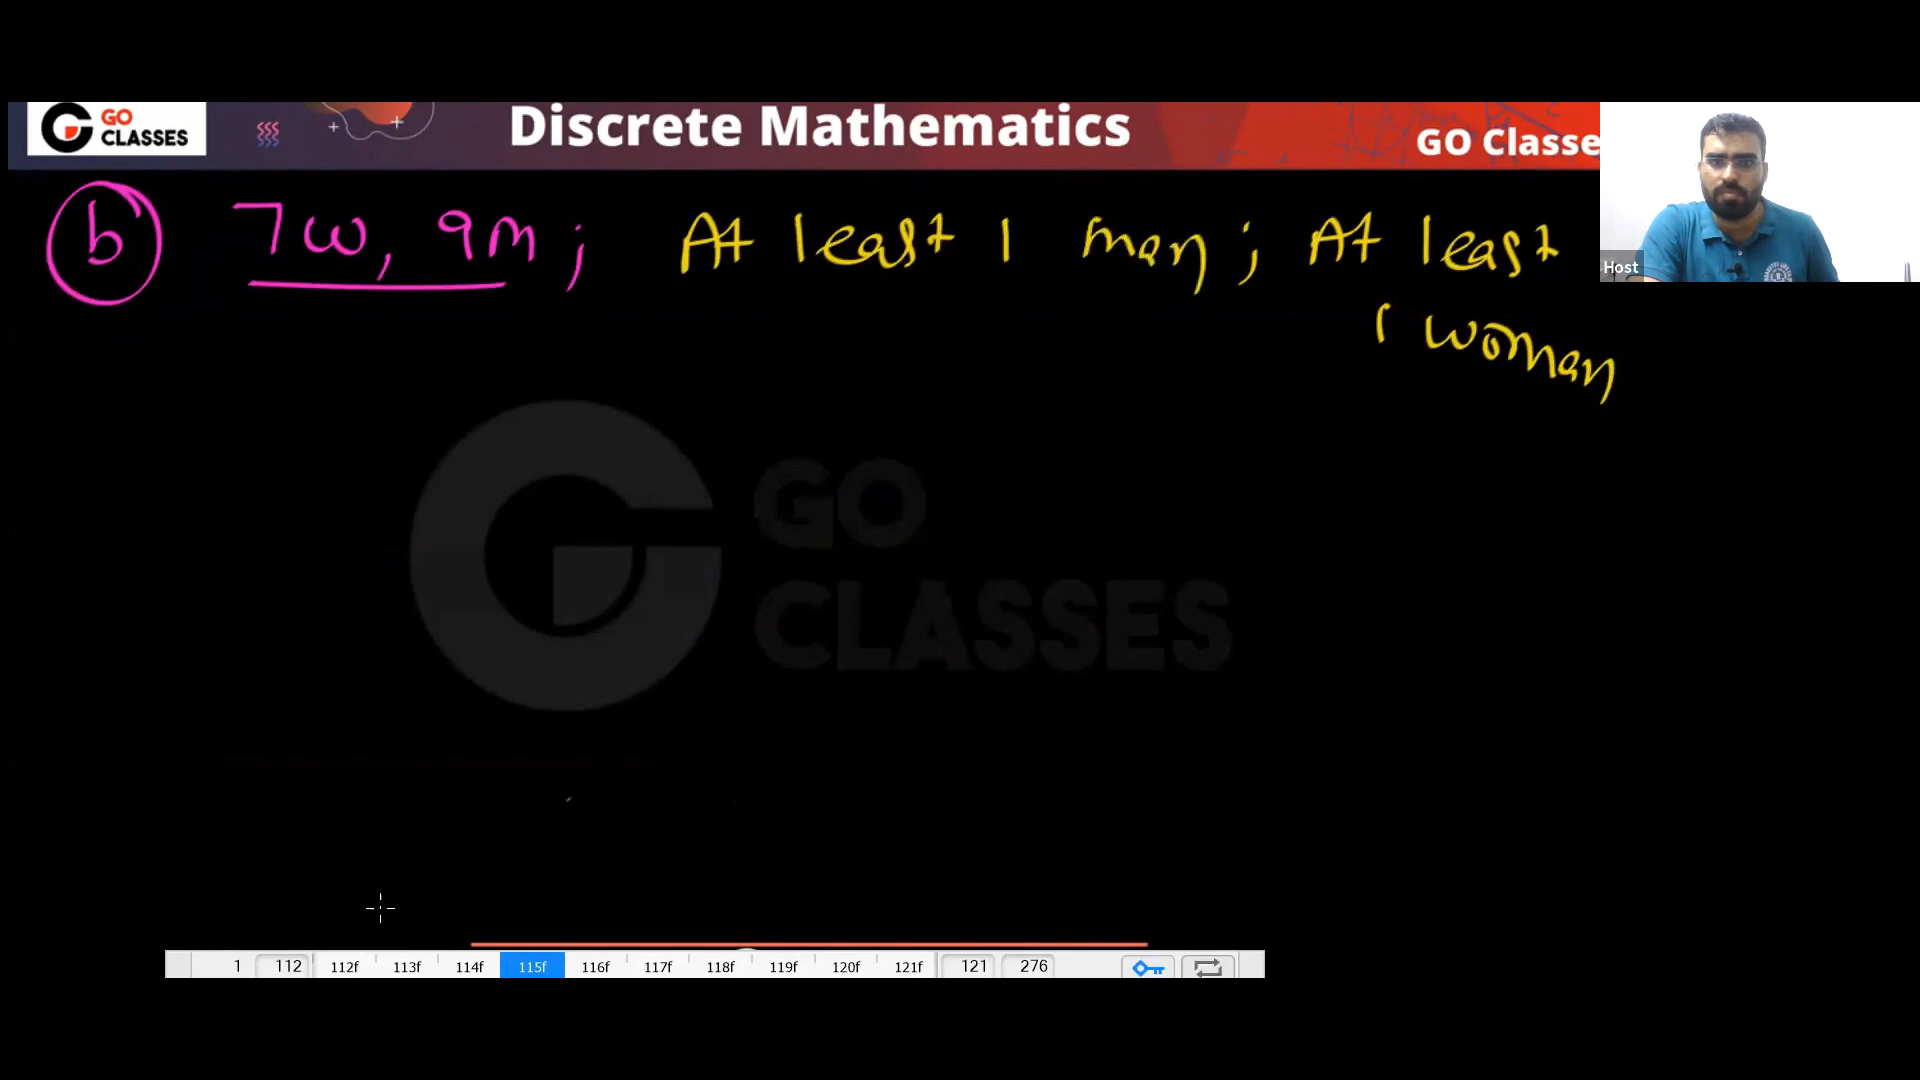 GO
CLASSES
Discrete Mathematics
GO Classe
b 7w, 9m; At least 1 man; At least
1 woman
Host
GO
CLASSES
1 112 112f 113f 114f 115f 116f 117f 118f 119f 120f 121f 121 276